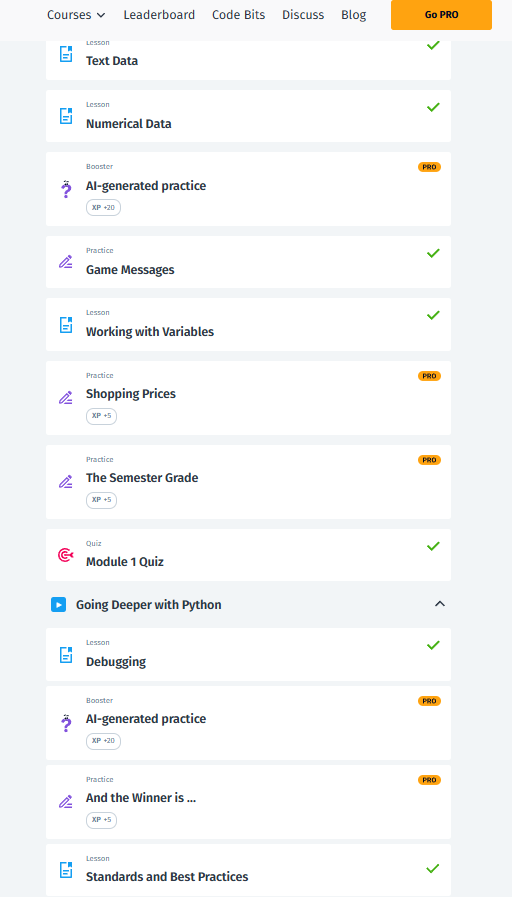 Courses Leaderboard Code Bits Discuss Blog Go PRO
Lesson
Text Data
Lesson
Numerical Data
Booster PRO
AI-generated practice
XP +20
Practice
Game Messages
Lesson
Working with Variables
Practice PRO
Shopping Prices
XP +5
Practice PRO
The Semester Grade
XP +5
Quiz
Module 1 Quiz
Going Deeper with Python
Lesson
Debugging
Booster PRO
AI-generated practice
XP +20
Practice PRO
And the Winner is ...
XP +5
Lesson
Standards and Best Practices